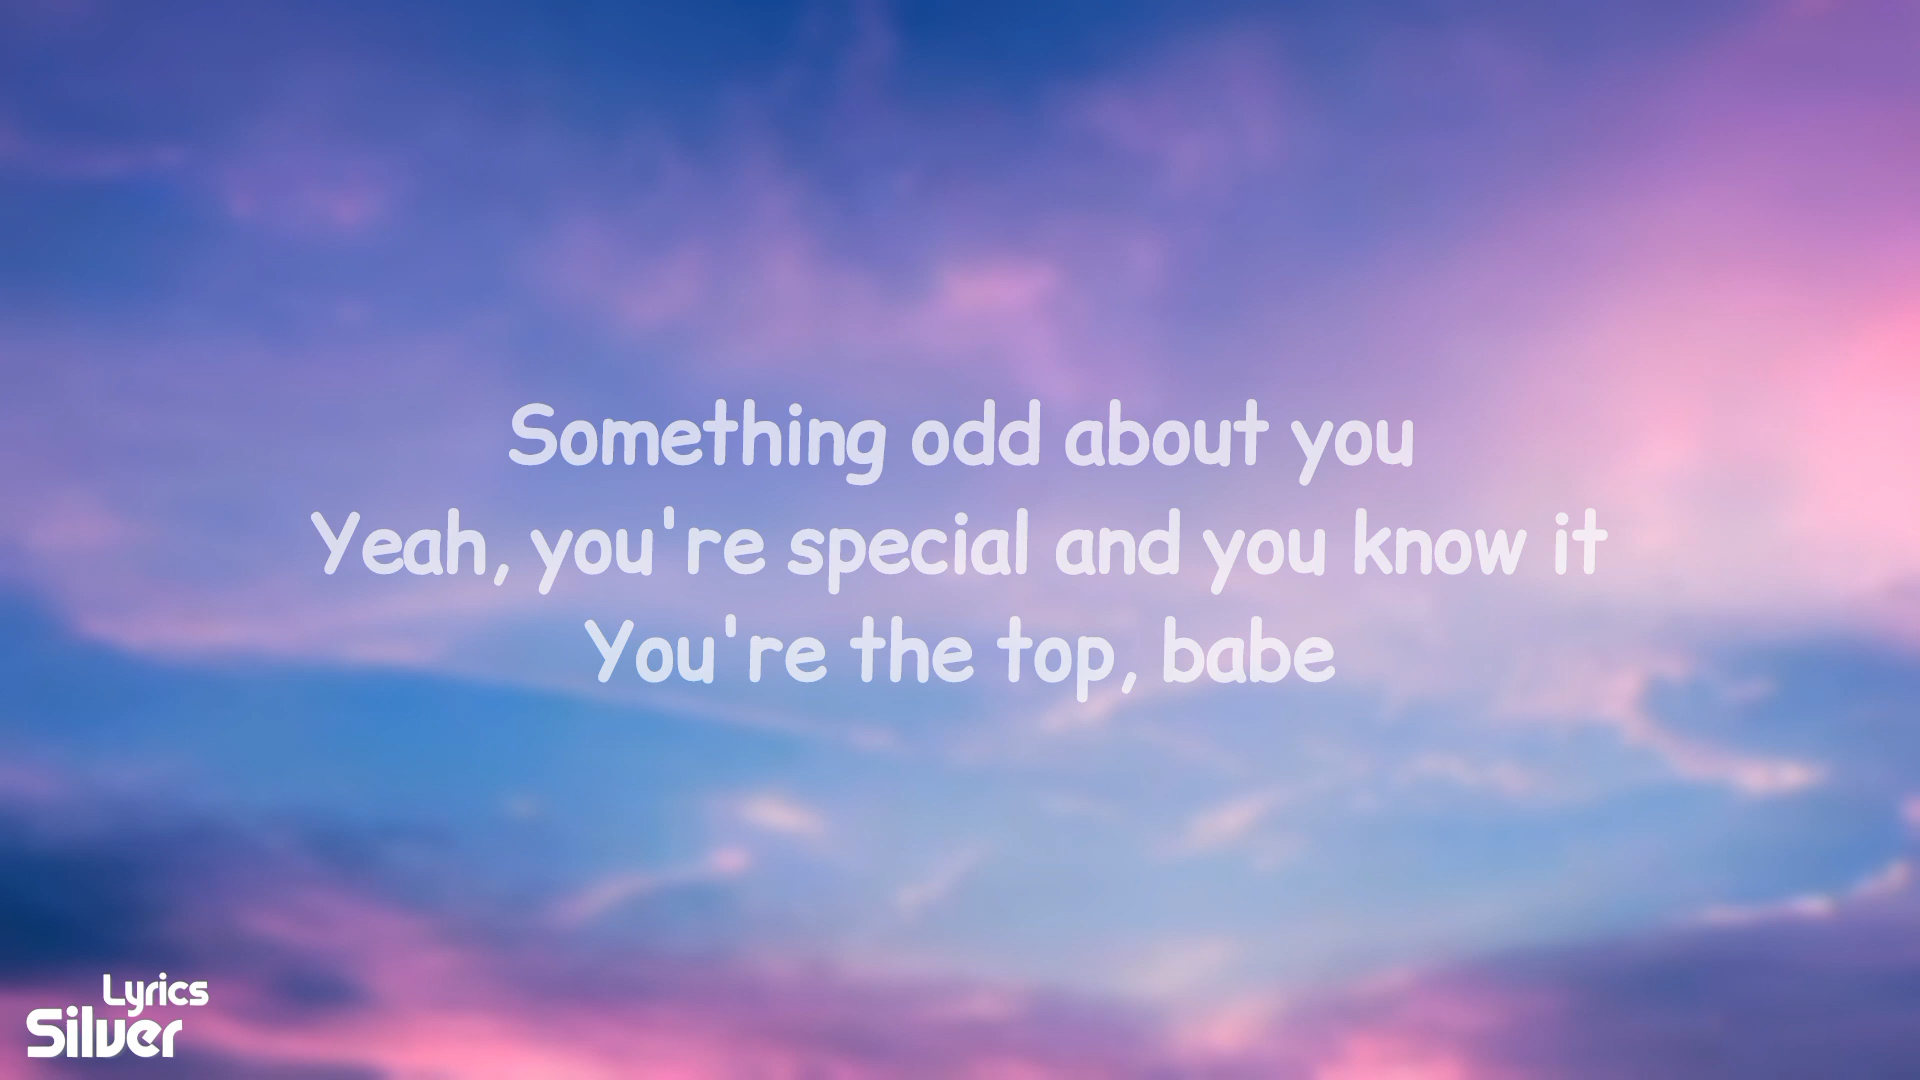 Something odd about you
Yeah, you're special and you know it
You're the top, babe
Lyrics
Silver